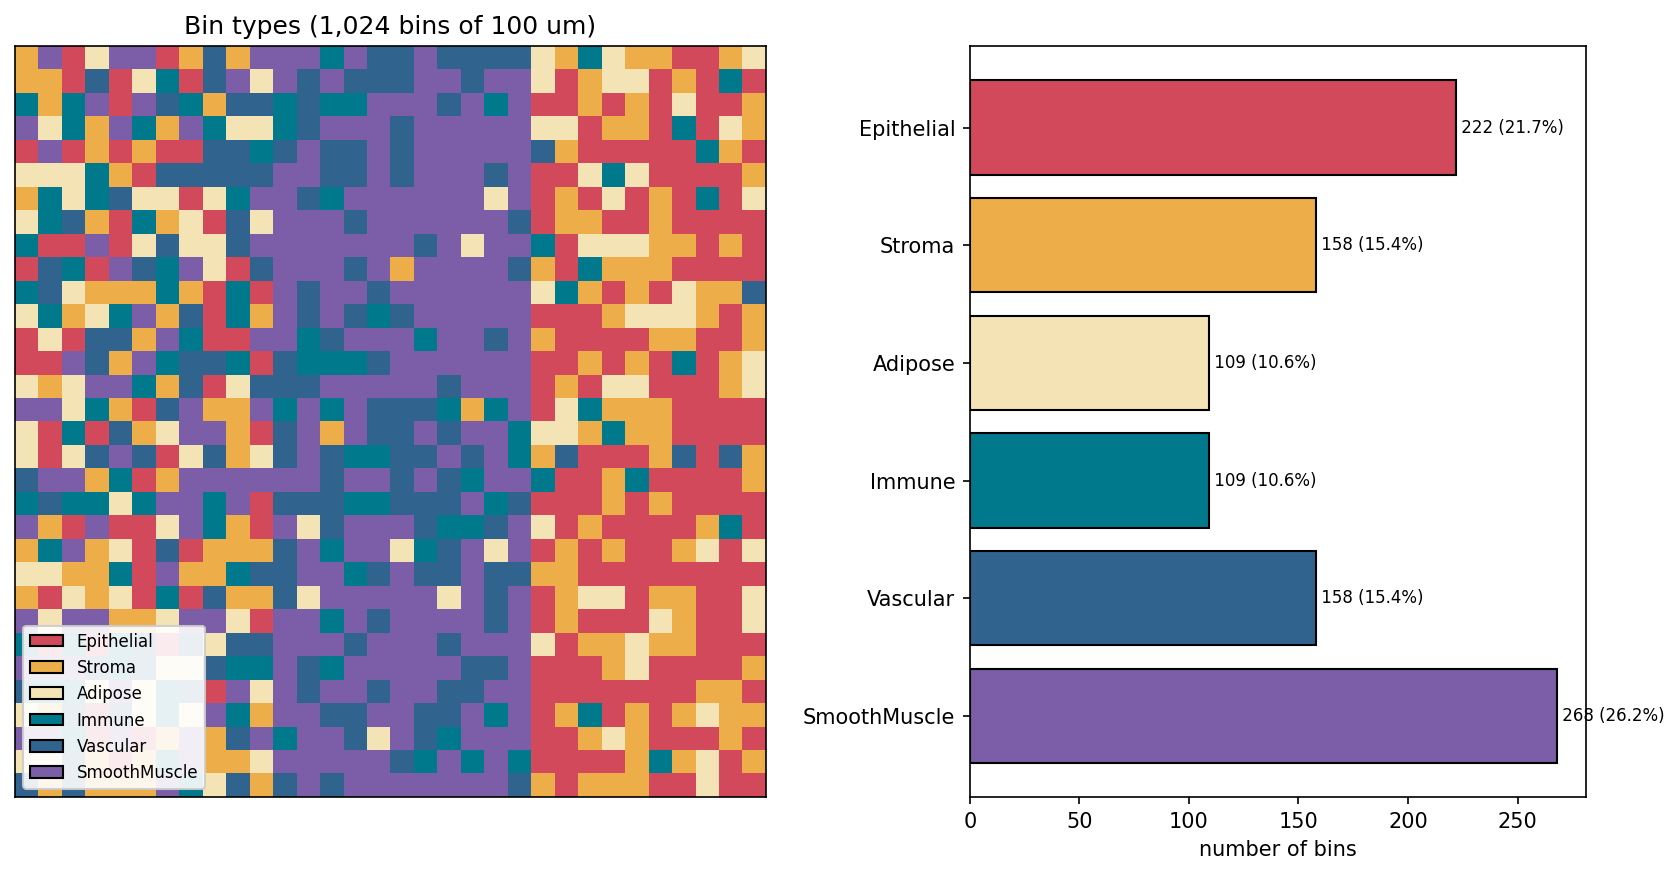 Bin types (1,024 bins of 100 um)
Epithelial
Stroma
Adipose
Immune
Vascular
SmoothMuscle
Epithelial
222 (21.7%)
Stroma
158 (15.4%)
Adipose
109 (10.6%)
Immune
109 (10.6%)
Vascular
158 (15.4%)
SmoothMuscle
268 (26.2%)
0 50 100 150 200 250
number of bins